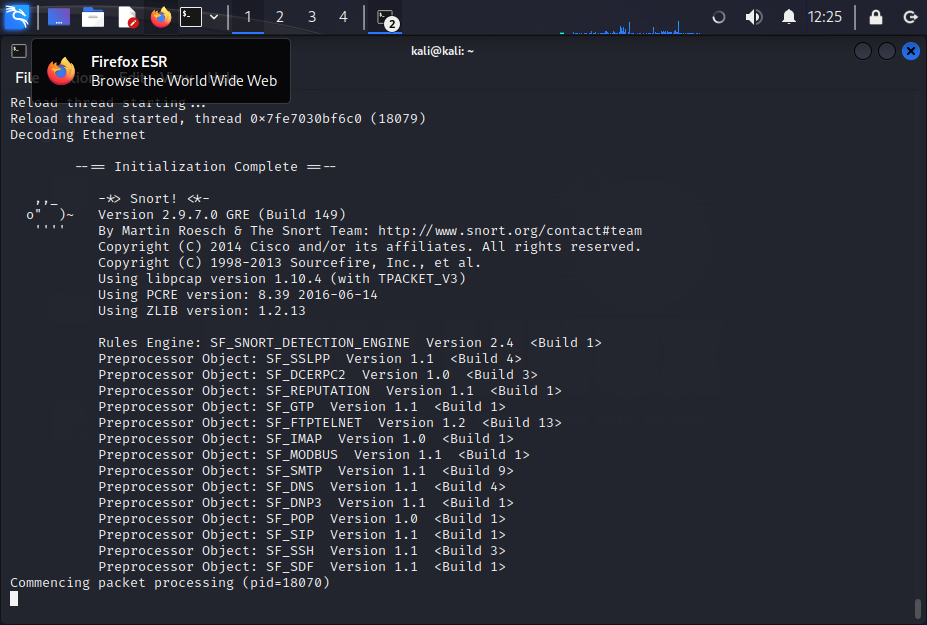 1 2 3 4 2 12:25
kali@kali: ~
Firefox ESR
File
Browse the World Wide Web
Reload thread starting...
Reload thread started, thread 0×7fe7030bf6c0 (18079)
Decoding Ethernet
--== Initialization Complete ==--
,,_ -*> Snort! <*-
o" )~ Version 2.9.7.0 GRE (Build 149)
'''' By Martin Roesch & The Snort Team: http://www.snort.org/contact#team
Copyright (C) 2014 Cisco and/or its affiliates. All rights reserved.
Copyright (C) 1998-2013 Sourcefire, Inc., et al.
Using libpcap version 1.10.4 (with TPACKET_V3)
Using PCRE version: 8.39 2016-06-14
Using ZLIB version: 1.2.13
Rules Engine: SF_SNORT_DETECTION_ENGINE Version 2.4 <Build 1>
Preprocessor Object: SF_SSLPP Version 1.1 <Build 4>
Preprocessor Object: SF_DCERPC2 Version 1.0 <Build 3>
Preprocessor Object: SF_REPUTATION Version 1.1 <Build 1>
Preprocessor Object: SF_GTP Version 1.1 <Build 1>
Preprocessor Object: SF_FTPTELNET Version 1.2 <Build 13>
Preprocessor Object: SF_IMAP Version 1.0 <Build 1>
Preprocessor Object: SF_MODBUS Version 1.1 <Build 1>
Preprocessor Object: SF_SMTP Version 1.1 <Build 9>
Preprocessor Object: SF_DNS Version 1.1 <Build 4>
Preprocessor Object: SF_DNP3 Version 1.1 <Build 1>
Preprocessor Object: SF_POP Version 1.0 <Build 1>
Preprocessor Object: SF_SIP Version 1.1 <Build 1>
Preprocessor Object: SF_SSH Version 1.1 <Build 3>
Preprocessor Object: SF_SDF Version 1.1 <Build 1>
Commencing packet processing (pid=18070)